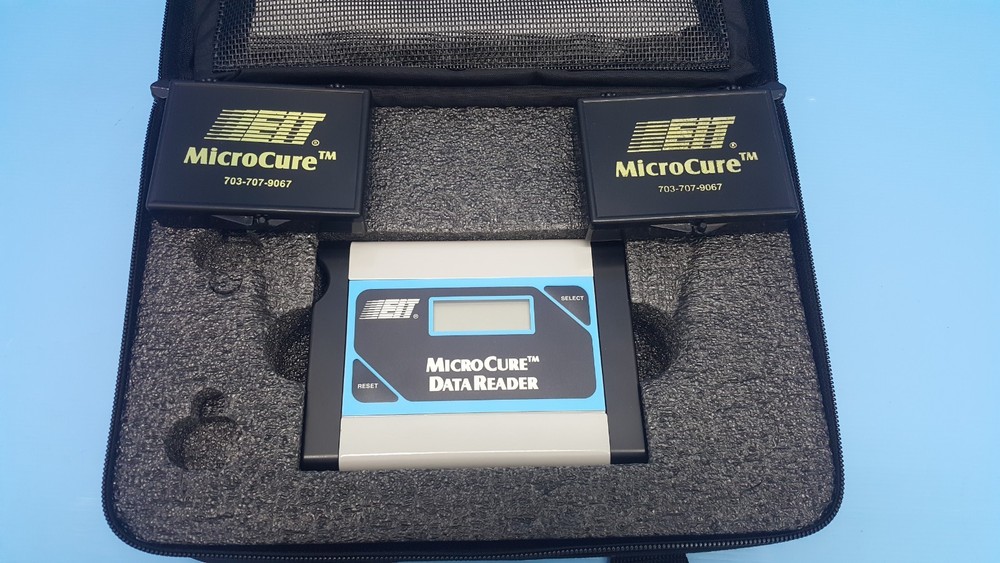 EIT®
MicroCure™
703-707-9067
EIT®
MicroCure™
703-707-9067
EIT®
SELECT
MICROCURE™
DATA READER
RESET